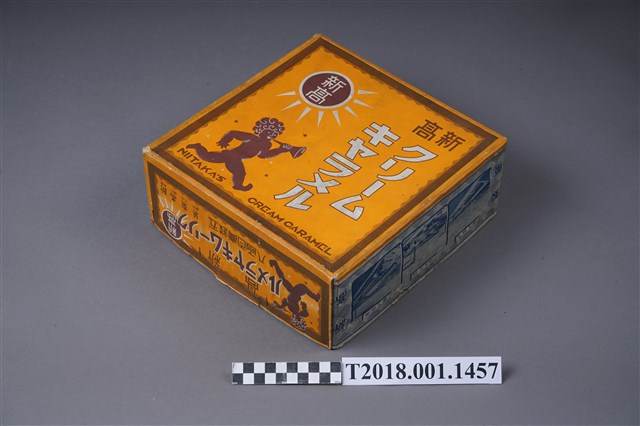 新高
新高
クリーム
キャラメル
NIITAKA'S
CREAM CARAMEL
新高
ルメラャキムーリク
T2018.001.1457